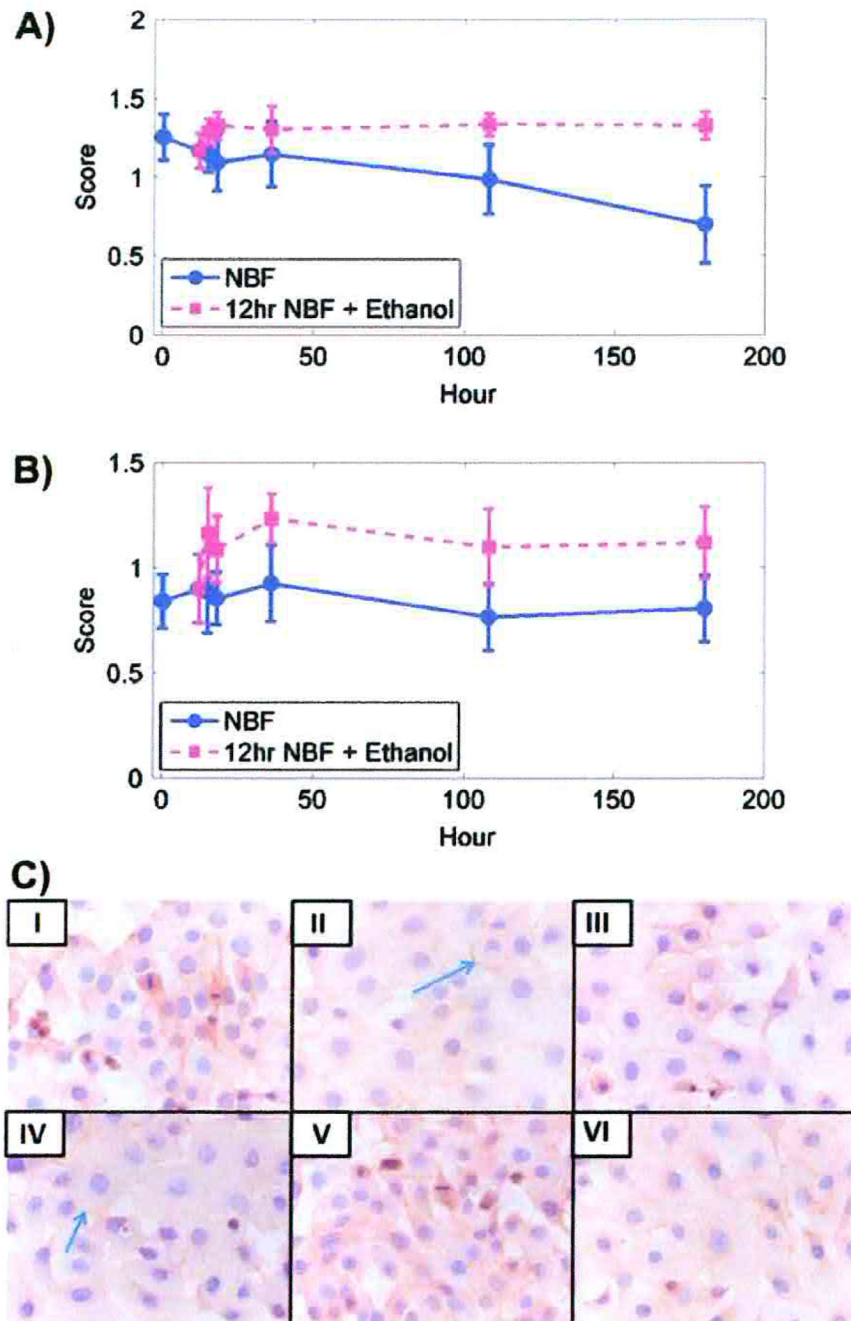 A)
2
1.5
1
0.5
0
Score
NBF
12hr NBF + Ethanol
0 50 100 150 200
Hour
B)
1.5
1
0.5
0
Score
NBF
12hr NBF + Ethanol
0 50 100 150 200
Hour
C)
I II III
IV V VI